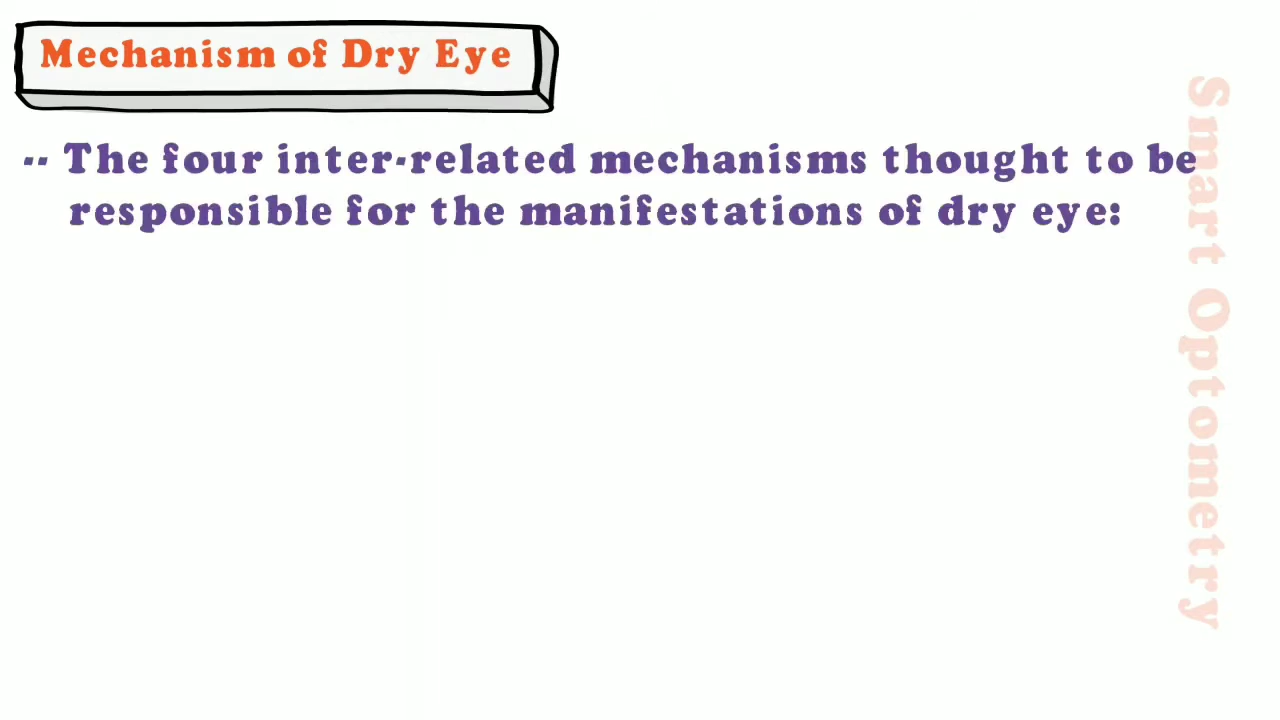 Mechanism of Dry Eye
-- The four inter-related mechanisms thought to be
responsible for the manifestations of dry eye:
Smart Optometry